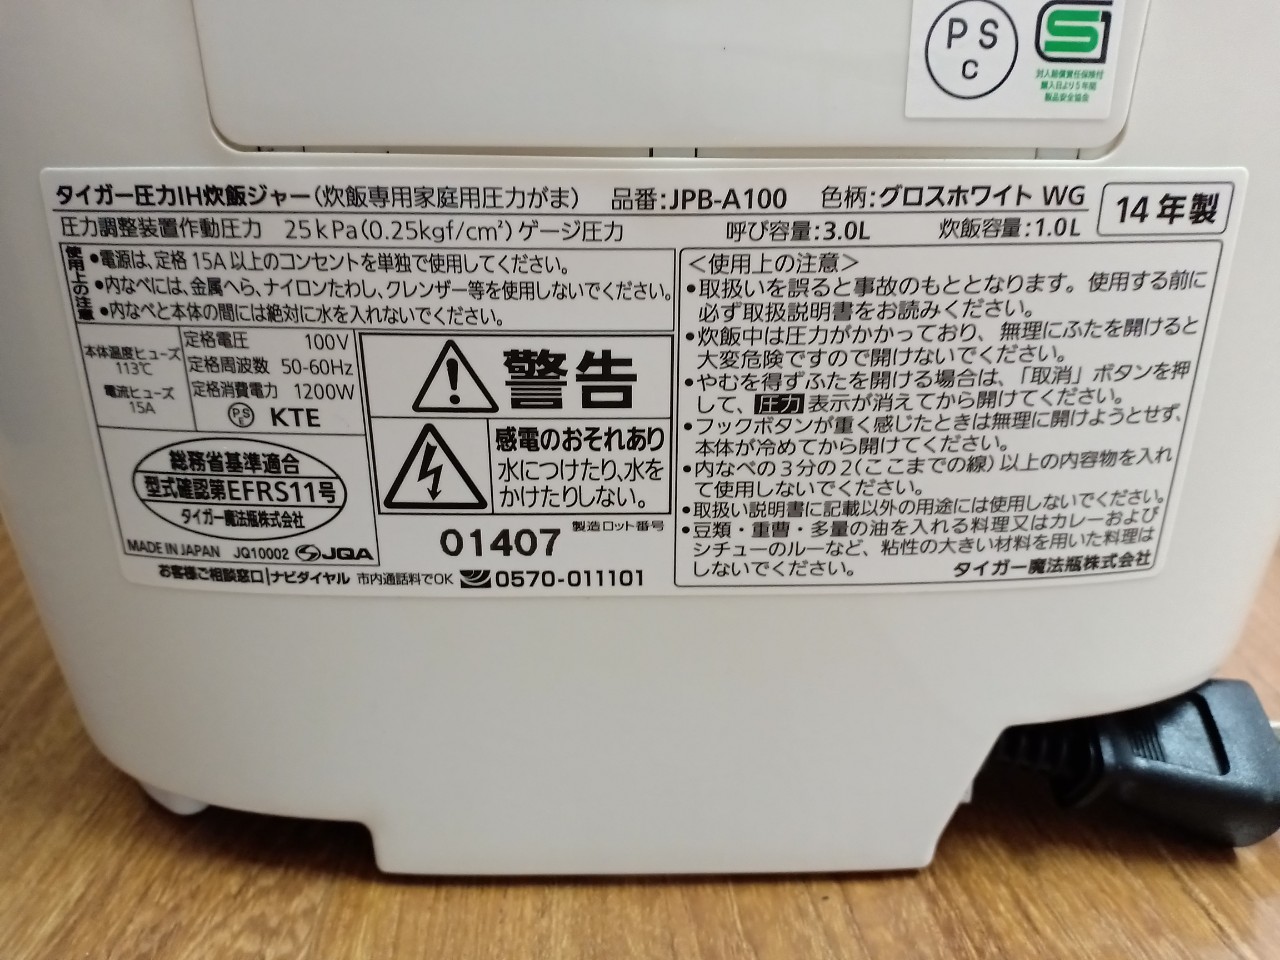 PS
C
S
対人賠償責任保険付
購入日より5年間
製品安全協会
タイガー圧力IH炊飯ジャー(炊飯専用家庭用圧力がま) 品番:JPB-A100 色柄:グロスホワイト WG
14年製
圧力調整装置作動圧力 25kPa(0.25kgf/cm²)ゲージ圧力 呼び容量:3.0L 炊飯容量:1.0L
使用上の注意
●電源は、定格15A以上のコンセントを単独で使用してください。
●内なべには、金属へら、ナイロンたわし、クレンザー等を使用しないでください。
●内なべと本体の間には絶対に水を入れないでください。
本体温度ヒューズ
113℃
電流ヒューズ
15A
定格電圧 100V
定格周波数 50-60Hz
定格消費電力 1200W
PSE KTE
警告
感電のおそれあり
水につけたり、水を
かけたりしない。
総務省基準適合
型式確認第EFRS11号
タイガー魔法瓶株式会社
MADE IN JAPAN JQ10002 JQA
01407 製造ロット番号
お客様ご相談窓口|ナビダイヤル 市内通話料でOK 0570-011101
<使用上の注意>
●取扱いを誤ると事故のもととなります。使用する前に
必ず取扱説明書をお読みください。
●炊飯中は圧力がかかっており、無理にふたを開けると
大変危険ですので開けないでください。
●やむを得ずふたを開ける場合は、「取消」ボタンを押
して、圧力表示が消えてから開けてください。
●フックボタンが重く感じたときは無理に開けようとせず、
本体が冷めてから開けてください。
●内なべの3分の2(ここまでの線)以上の内容物を入れ
て使用しないでください。
●取扱い説明書に記載以外の用途には使用しないでください。
●豆類・重曹・多量の油を入れる料理又はカレーおよび
シチューのルーなど、粘性の大きい材料を用いた料理は
しないでください。 タイガー魔法瓶株式会社